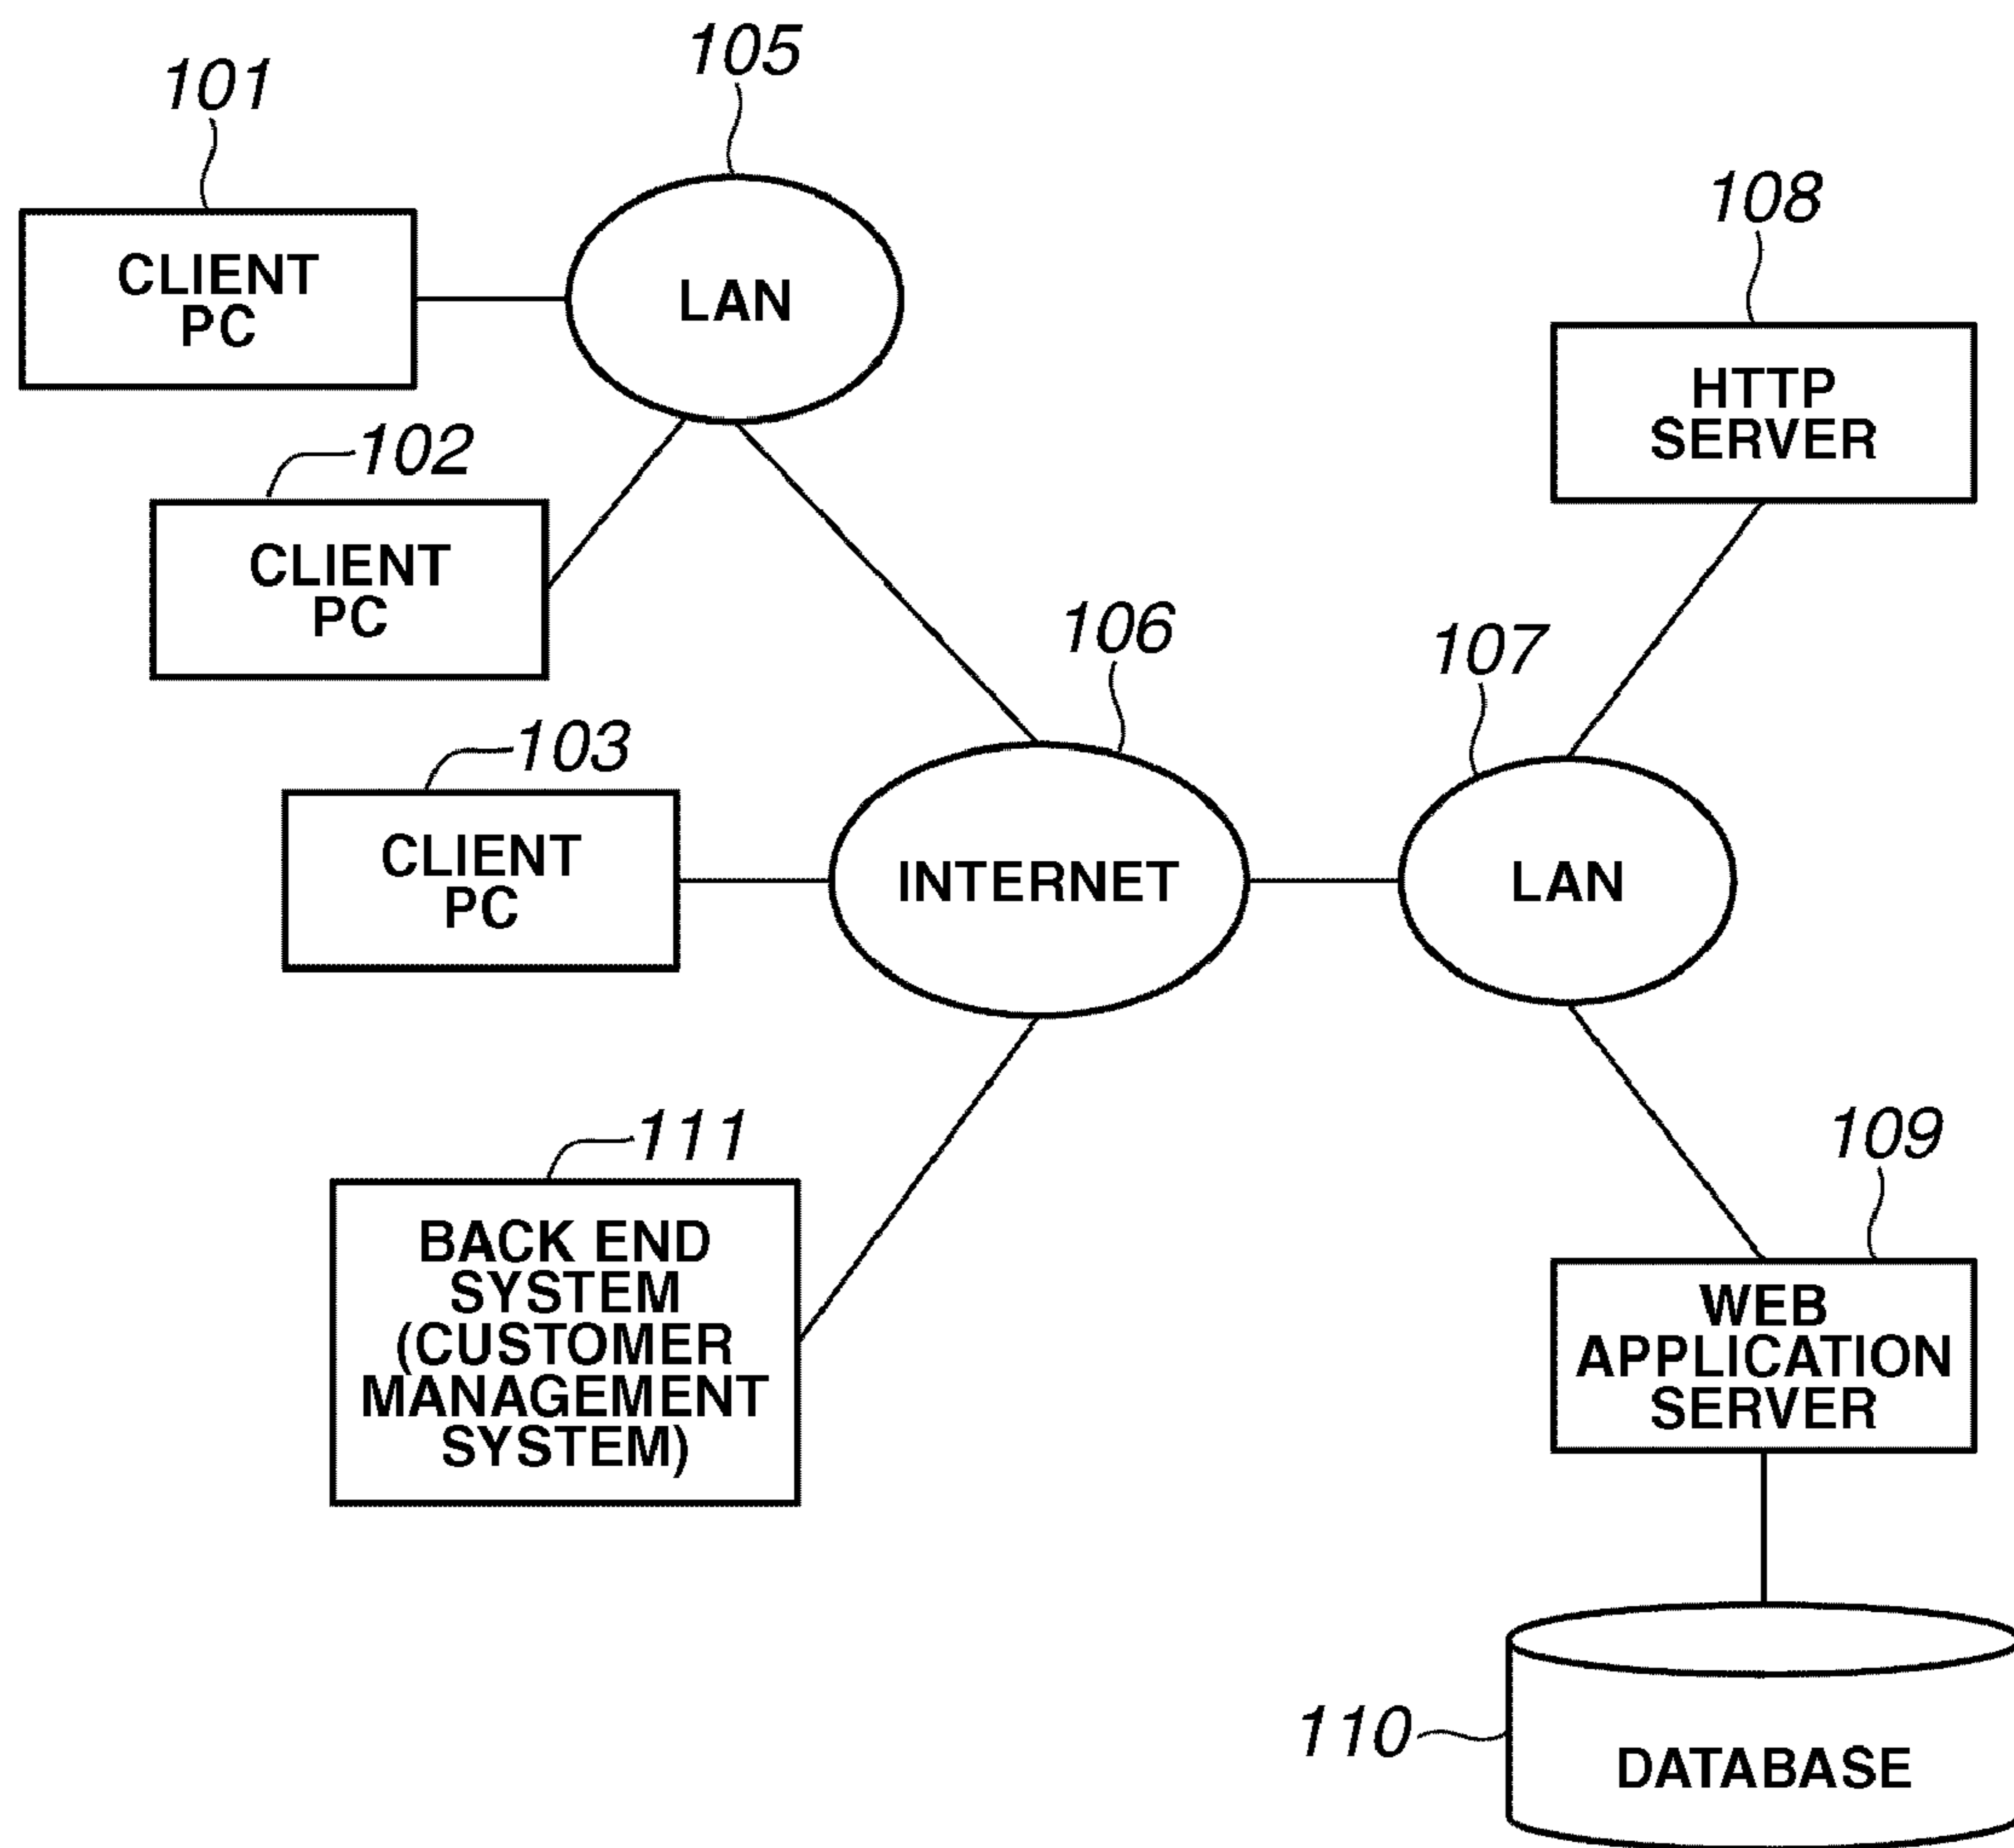 105
101
108
CLIENT
PC
LAN
HTTP
SERVER
102
CLIENT
PC
106
107
103
CLIENT
PC
INTERNET
LAN
111
109
BACK END
SYSTEM
(CUSTOMER
MANAGEMENT
SYSTEM)
WEB
APPLICATION
SERVER
110
DATABASE